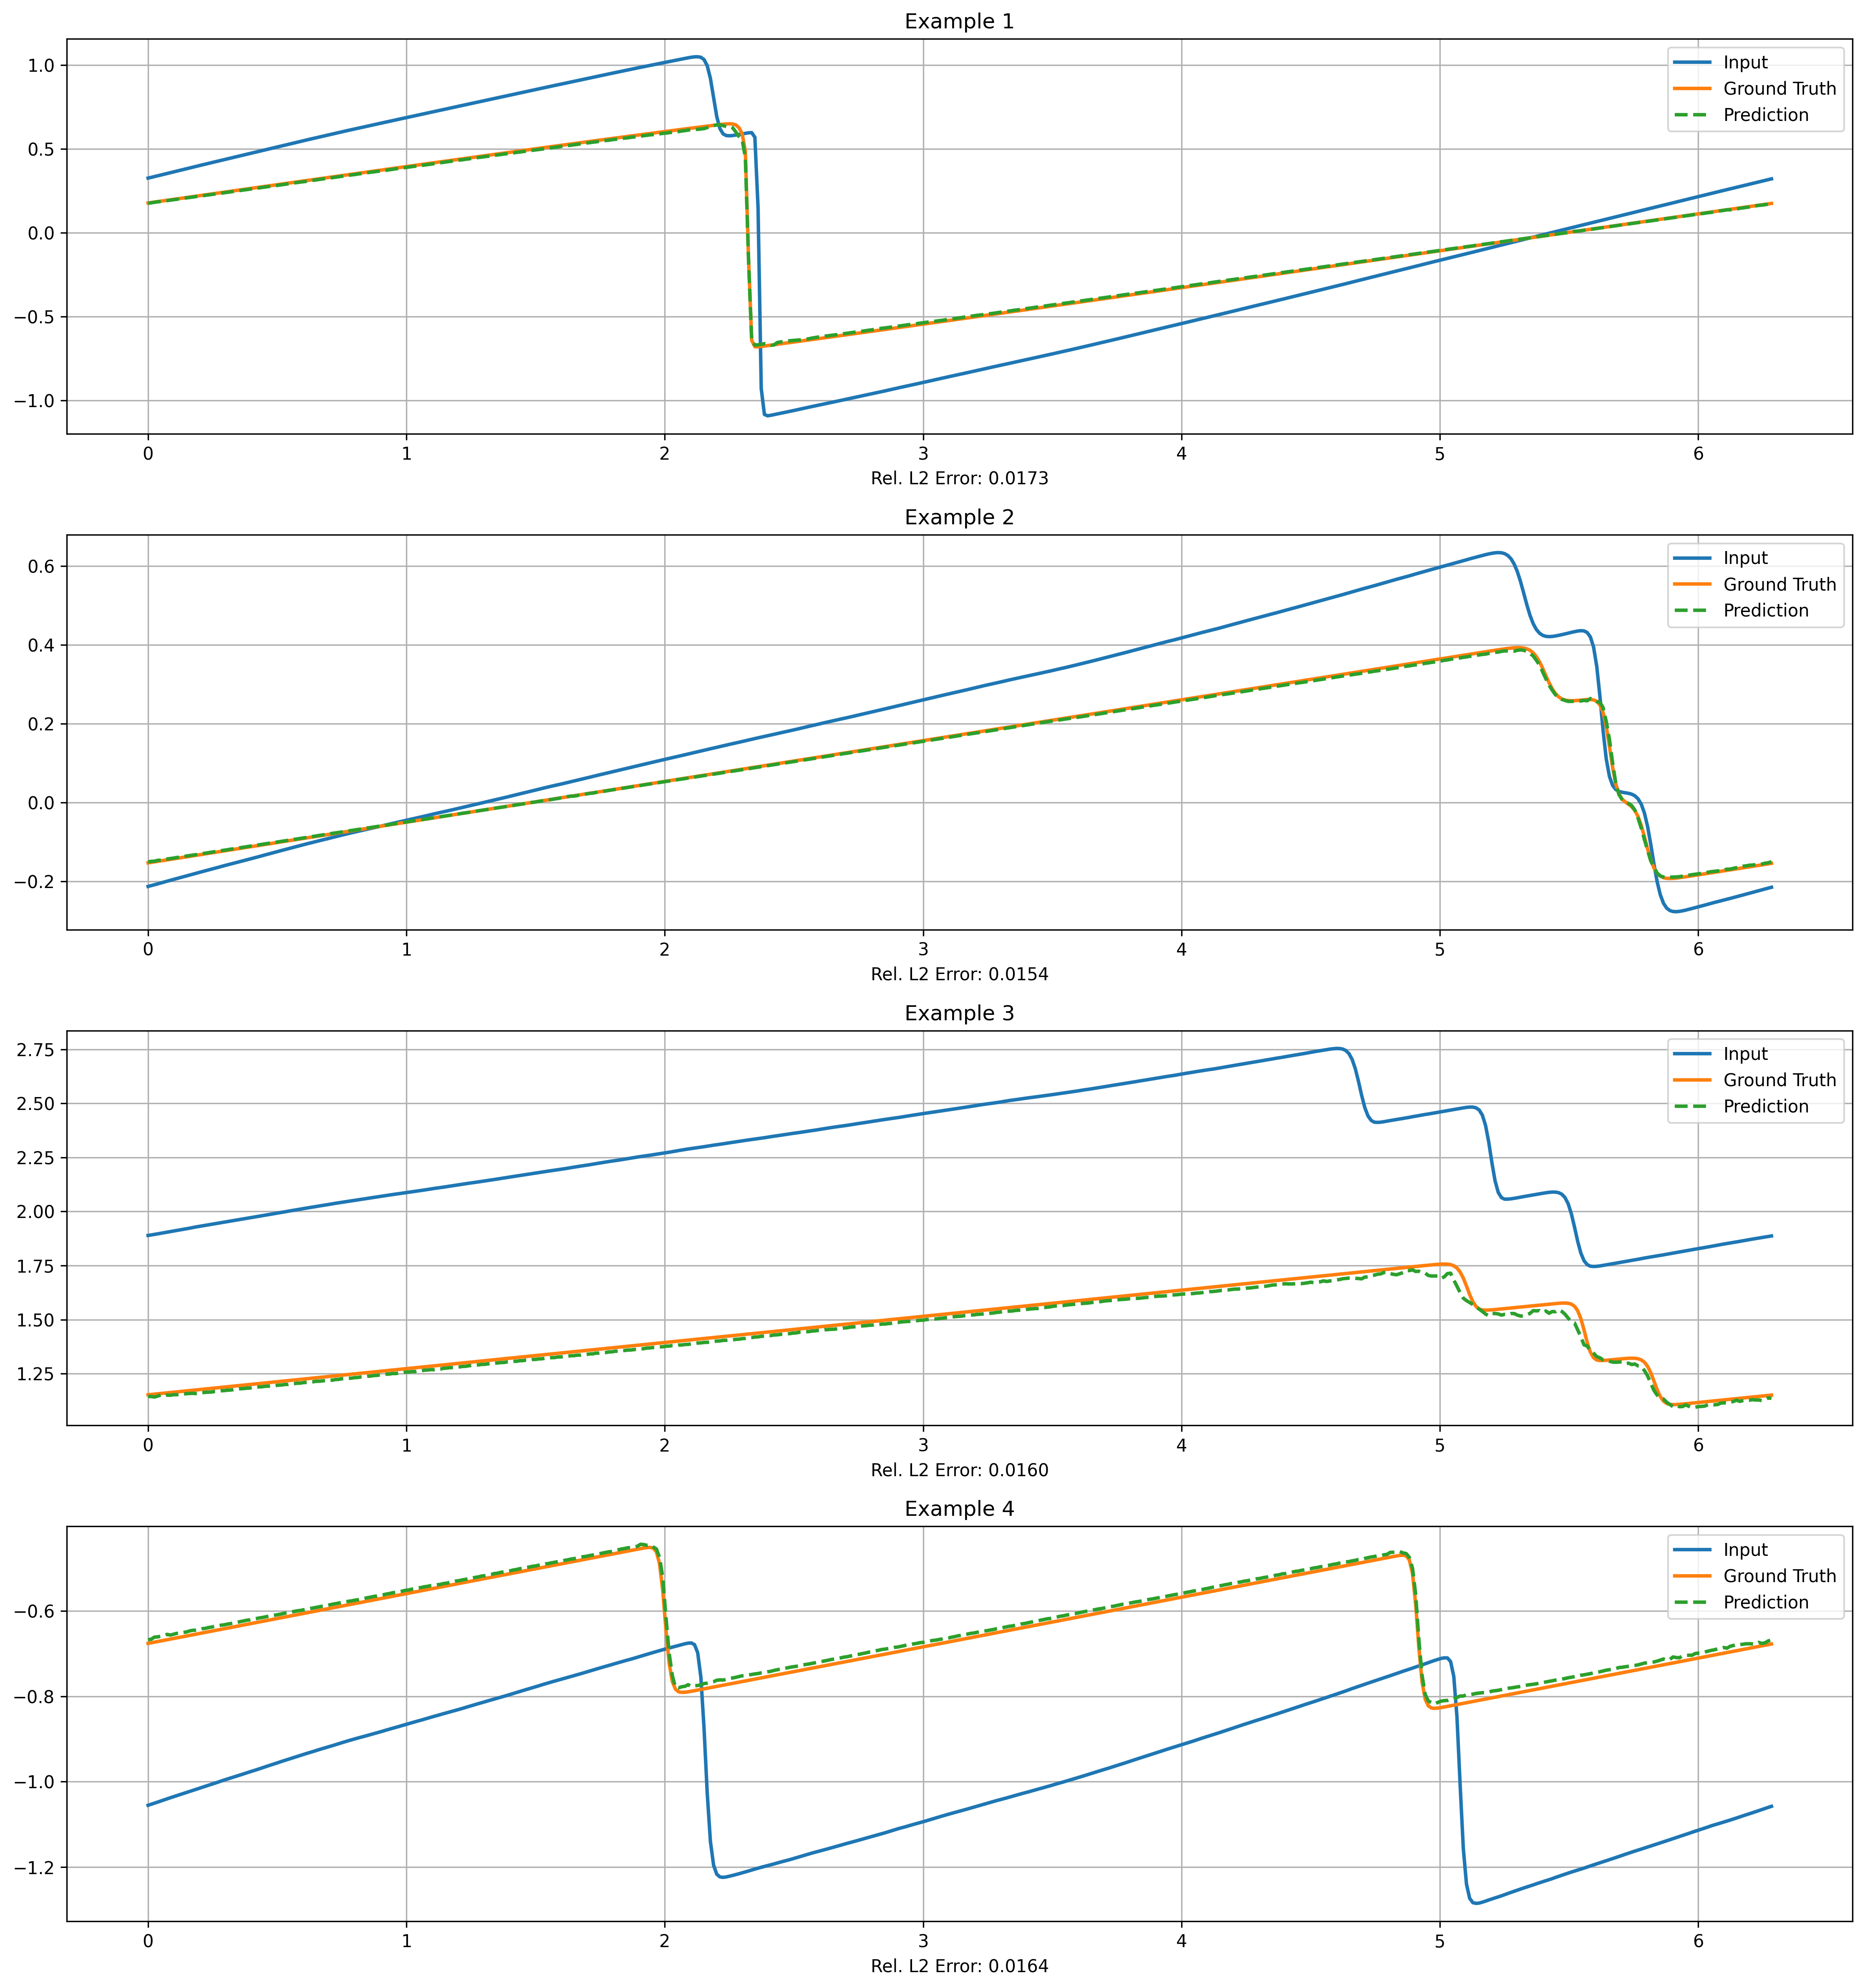 Example 1
1.0
0.5
0.0
−0.5
−1.0
Input
Ground Truth
Prediction
0 1 2 3 4 5 6
Rel. L2 Error: 0.0173
Example 2
0.6
0.4
0.2
0.0
−0.2
Input
Ground Truth
Prediction
0 1 2 3 4 5 6
Rel. L2 Error: 0.0154
Example 3
2.75
2.50
2.25
2.00
1.75
1.50
1.25
Input
Ground Truth
Prediction
0 1 2 3 4 5 6
Rel. L2 Error: 0.0160
Example 4
−0.6
−0.8
−1.0
−1.2
Input
Ground Truth
Prediction
0 1 2 3 4 5 6
Rel. L2 Error: 0.0164